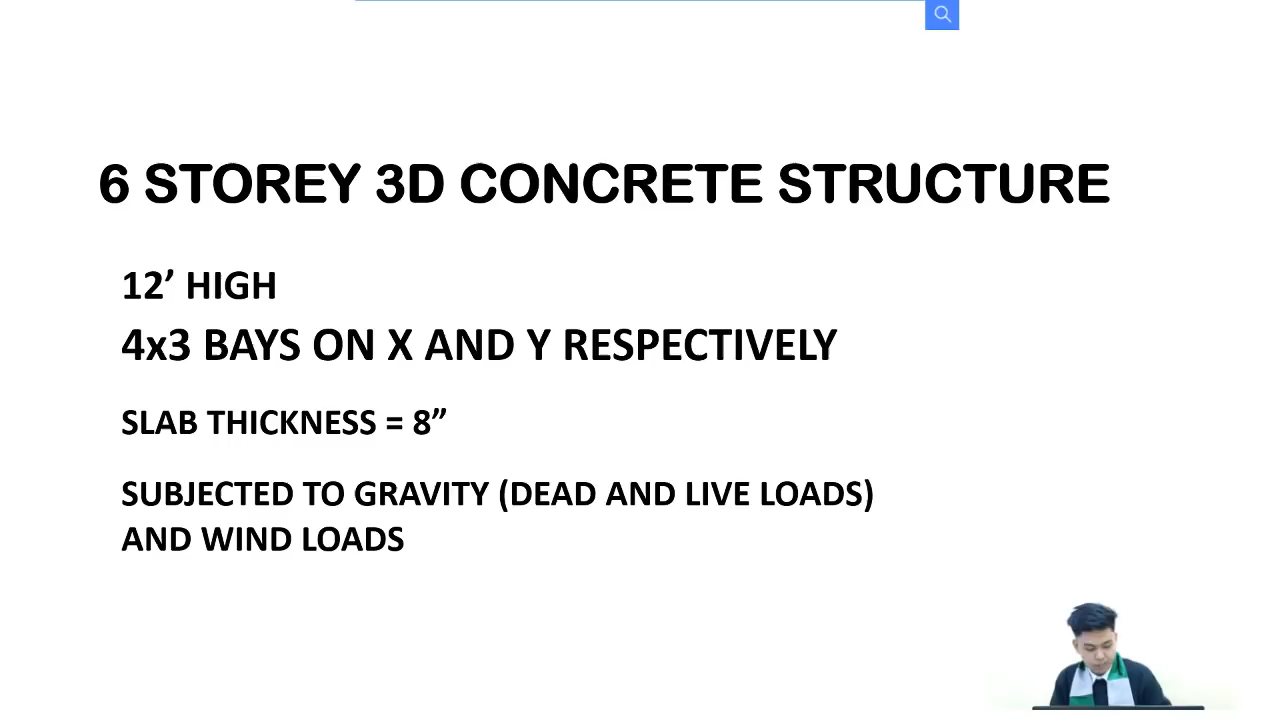 6 STOREY 3D CONCRETE STRUCTURE
12’ HIGH
4x3 BAYS ON X AND Y RESPECTIVELY
SLAB THICKNESS = 8”
SUBJECTED TO GRAVITY (DEAD AND LIVE LOADS)
AND WIND LOADS